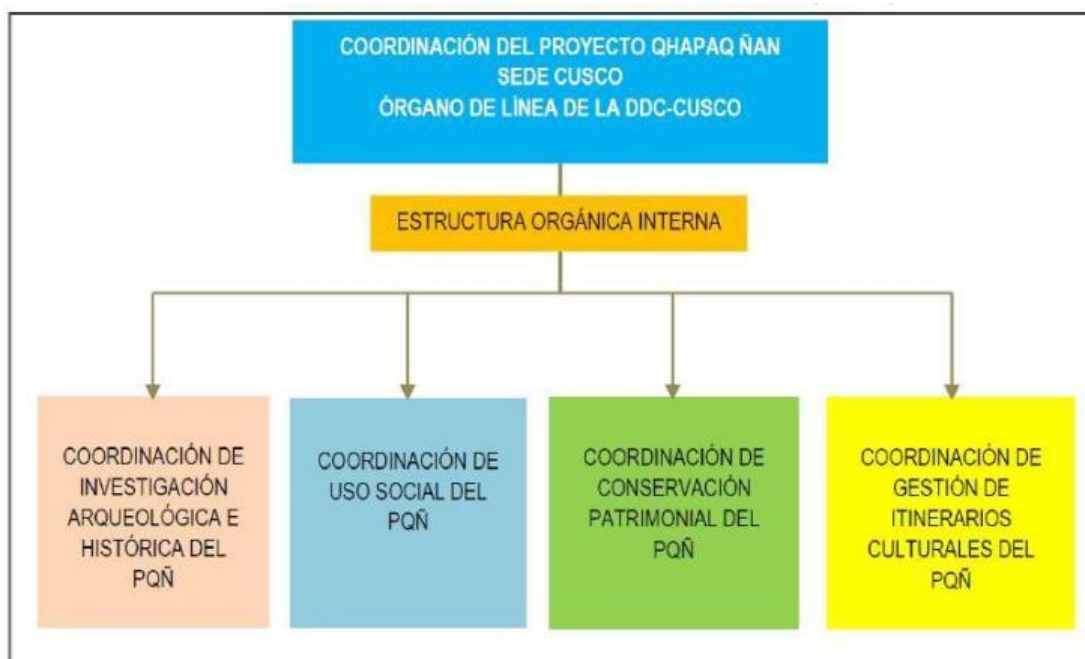 COORDINACIÓN DEL PROYECTO QHAPAQ ÑAN
SEDE CUSCO
ÓRGANO DE LÍNEA DE LA DDC-CUSCO
ESTRUCTURA ORGÁNICA INTERNA
COORDINACIÓN DE
INVESTIGACIÓN
ARQUEOLÓGICA E
HISTÓRICA DEL
PQÑ
COORDINACIÓN DE
USO SOCIAL DEL
PQÑ
COORDINACIÓN DE
CONSERVACIÓN
PATRIMONIAL DEL
PQÑ
COORDINACIÓN DE
GESTIÓN DE
ITINERARIOS
CULTURALES DEL
PQÑ